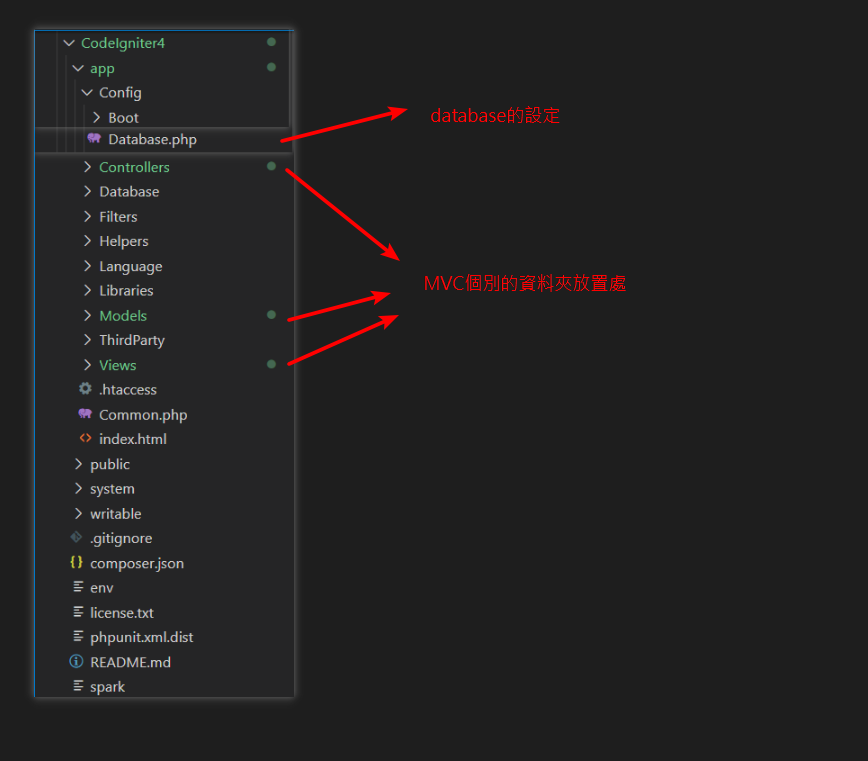 CodeIgniter4
app
Config
Boot
Database.php
database的設定
Controllers
Database
Filters
Helpers
Language
Libraries
MVC個別的資料夾放置處
Models
ThirdParty
Views
.htaccess
Common.php
index.html
public
system
writable
.gitignore
composer.json
env
license.txt
phpunit.xml.dist
README.md
spark